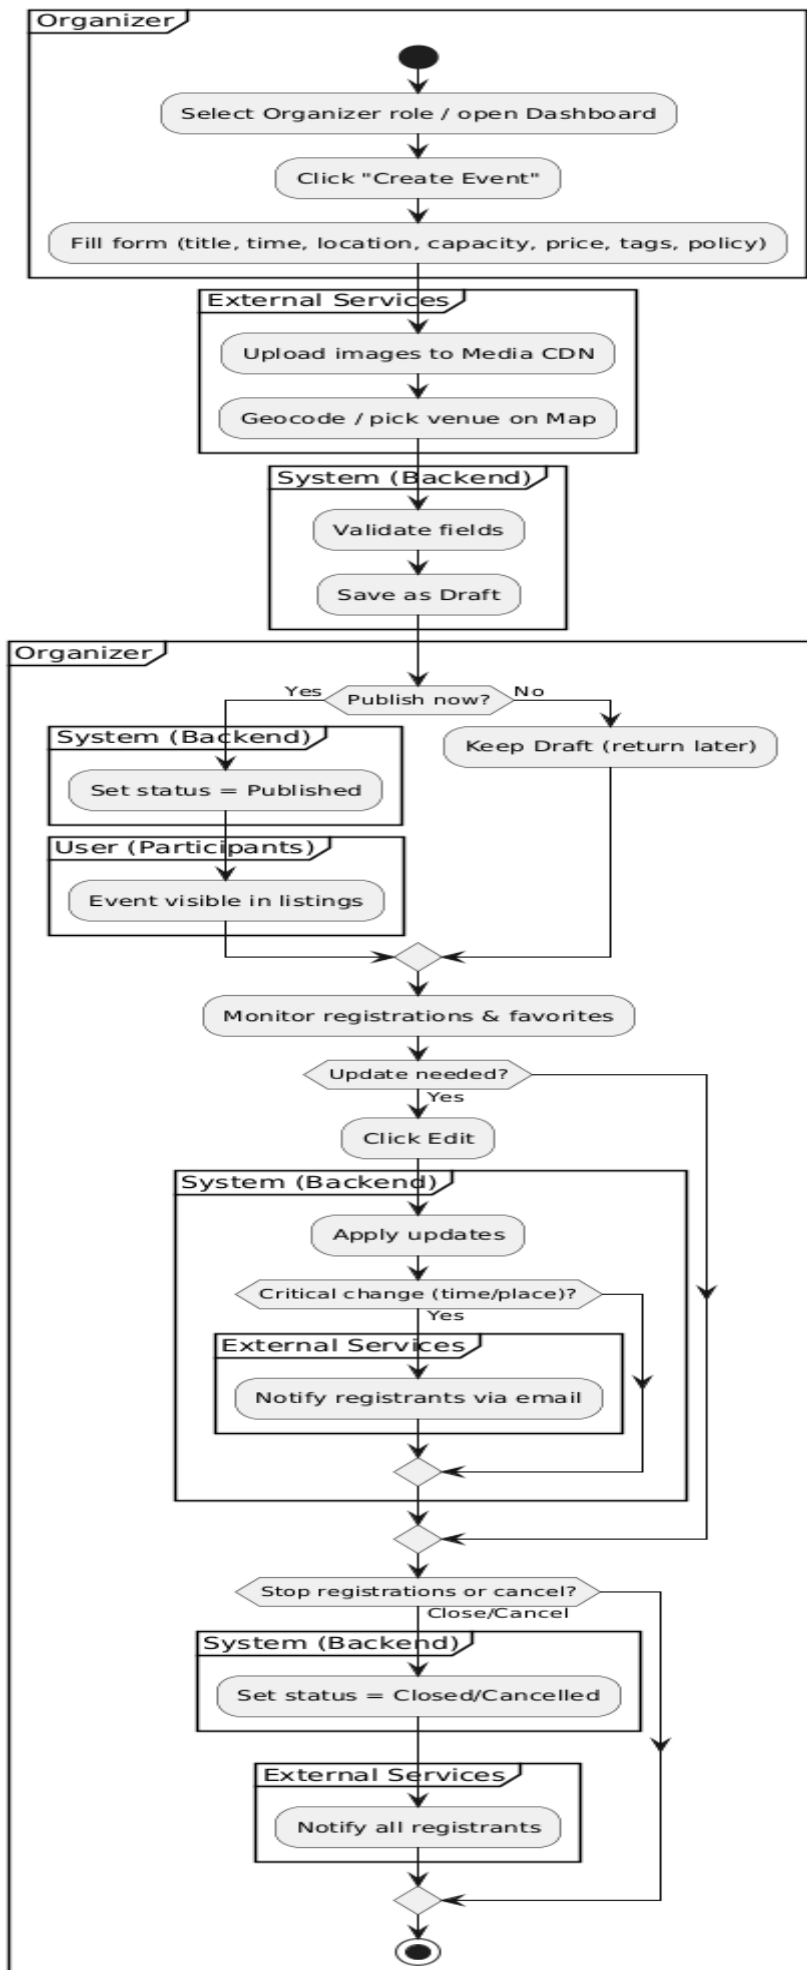 Organizer
Select Organizer role / open Dashboard
Click "Create Event"
Fill form (title, time, location, capacity, price, tags, policy)
External Services
Upload images to Media CDN
Geocode / pick venue on Map
System (Backend)
Validate fields
Save as Draft
Organizer
Yes
Publish now?
No
System (Backend)
Keep Draft (return later)
Set status = Published
User (Participants)
Event visible in listings
Monitor registrations & favorites
Update needed?
Yes
Click Edit
System (Backend)
Apply updates
Critical change (time/place)?
Yes
External Services
Notify registrants via email
Stop registrations or cancel?
Close/Cancel
System (Backend)
Set status = Closed/Cancelled
External Services
Notify all registrants